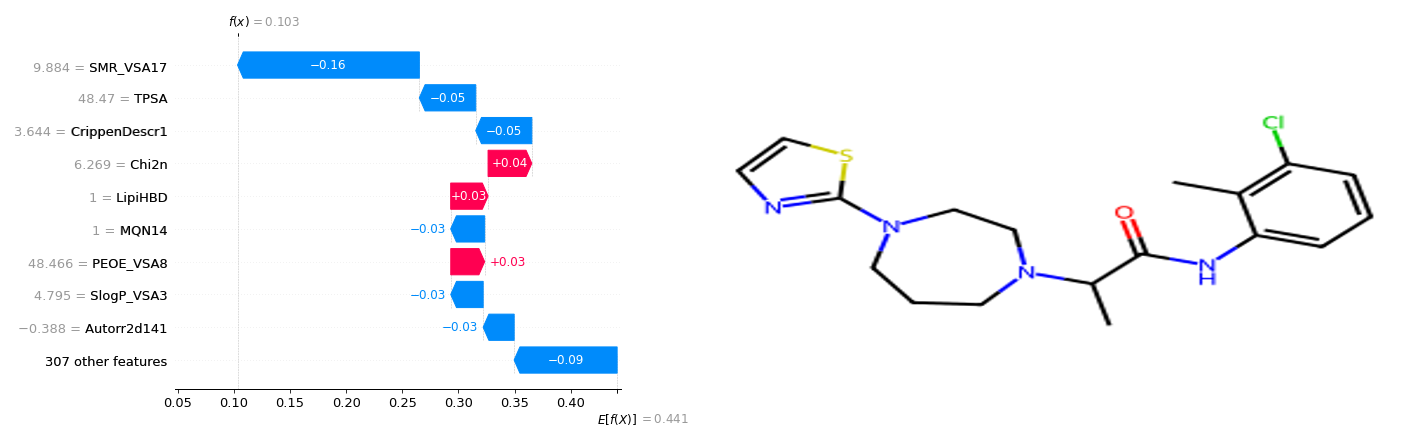 f(x) = 0.103
9.884 = SMR_VSA17
−0.16
48.47 = TPSA
−0.05
3.644 = CrippenDescr1
−0.05
6.269 = Chi2n
+0.04
1 = LipiHBD
+0.03
1 = MQN14
−0.03
48.466 = PEOE_VSA8
+0.03
4.795 = SlogP_VSA3
−0.03
−0.388 = Autorr2d141
−0.03
307 other features
−0.09
0.05 0.10 0.15 0.20 0.25 0.30 0.35 0.40
E[f(X)] = 0.441
Cl
S
N
N
O
N
N
H